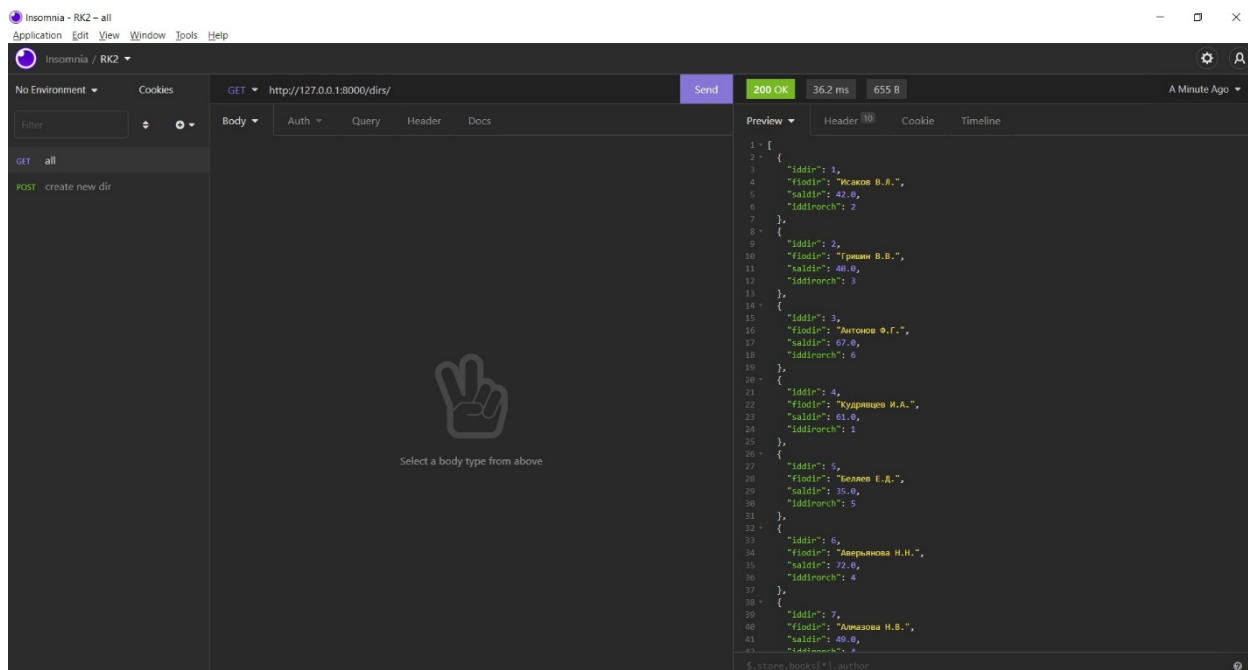 Insomnia - RK2 – all
Application Edit View Window Tools Help
Insomnia / RK2
No Environment Cookies
GET http://127.0.0.1:8000/dirs/ Send
200 OK 36.2 ms 655 B A Minute Ago
Filter
Body Auth Query Header Docs
Preview Header 10 Cookie Timeline
GET all
POST create new dir
Select a body type from above
1 [
2 {
3 "iddir": 1,
4 "fiodir": "Исаков В.Л.",
5 "saldir": 42.0,
6 "iddirorch": 2
7 },
8 {
9 "iddir": 2,
10 "fiodir": "Гришин В.В.",
11 "saldir": 40.0,
12 "iddirorch": 3
13 },
14 {
15 "iddir": 3,
16 "fiodir": "Антонов Ф.Г.",
17 "saldir": 67.0,
18 "iddirorch": 6
19 },
20 {
21 "iddir": 4,
22 "fiodir": "Кудрявцев И.А.",
23 "saldir": 61.0,
24 "iddirorch": 1
25 },
26 {
27 "iddir": 5,
28 "fiodir": "Беляев Е.Д.",
29 "saldir": 35.0,
30 "iddirorch": 5
31 },
32 {
33 "iddir": 6,
34 "fiodir": "Аверьянова Н.Н.",
35 "saldir": 72.0,
36 "iddirorch": 4
37 },
38 {
39 "iddir": 7,
40 "fiodir": "Алмазова Н.В.",
41 "saldir": 49.0,
42 "iddirorch": 4
$.store.books[*].author